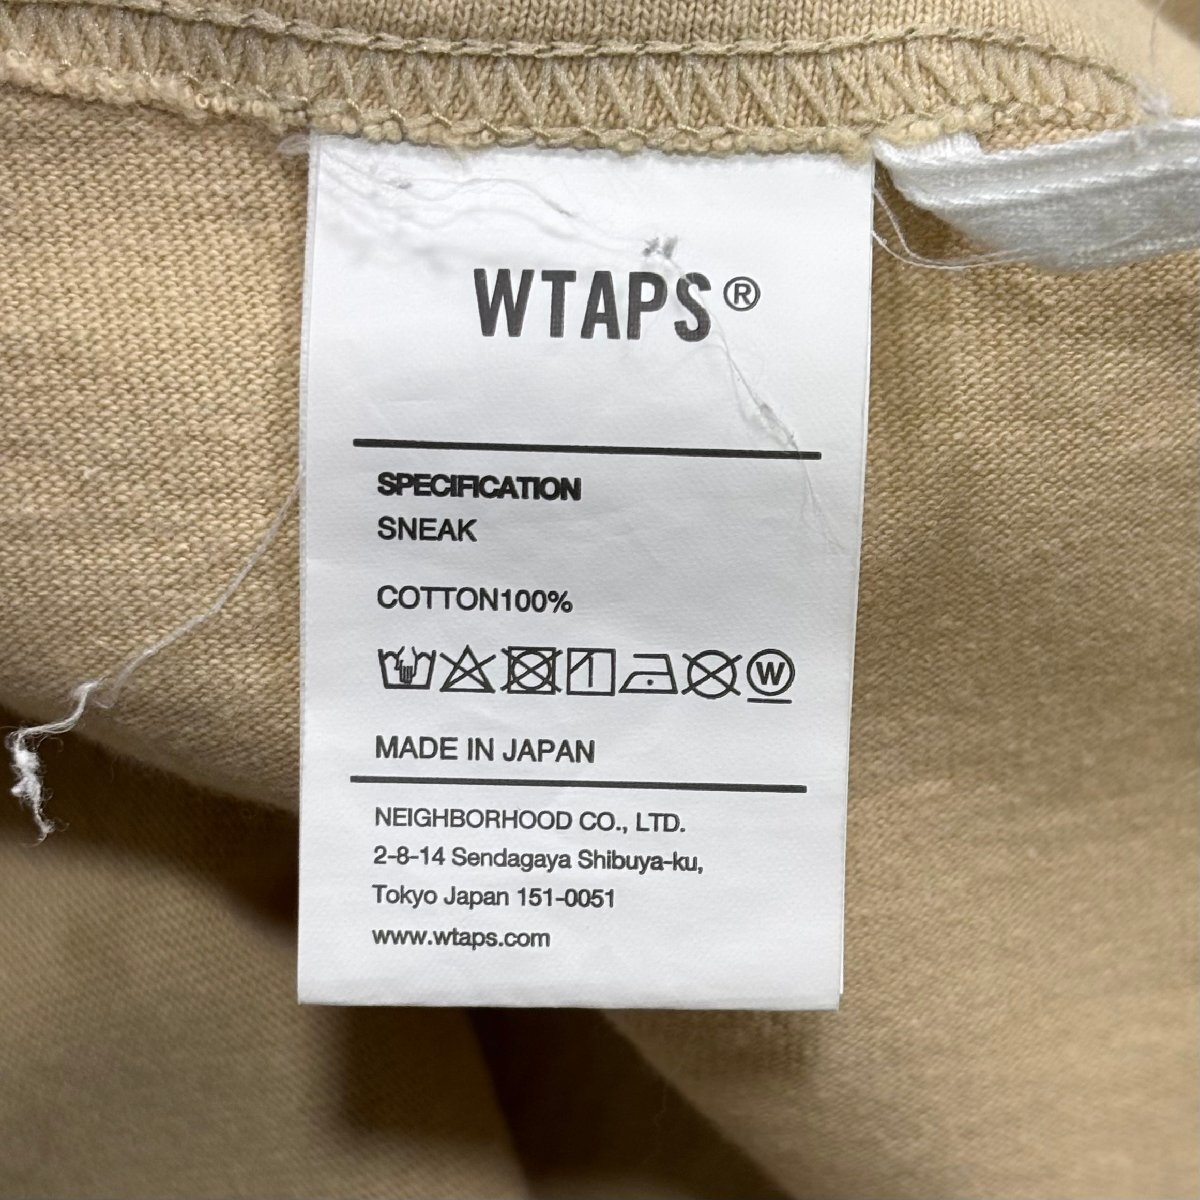 WTAPS®
SPECIFICATION
SNEAK
COTTON100%
W
MADE IN JAPAN
NEIGHBORHOOD CO., LTD.
2-8-14 Sendagaya Shibuya-ku,
Tokyo Japan 151-0051
www.wtaps.com